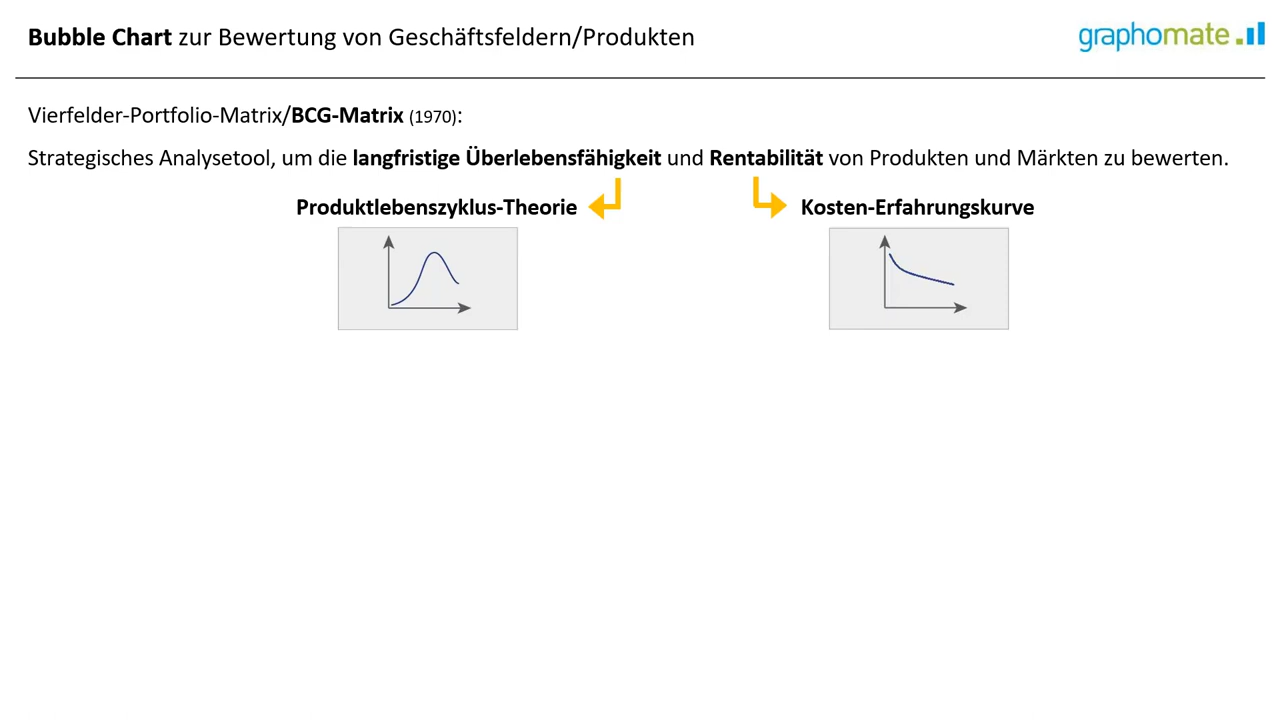 Bubble Chart zur Bewertung von Geschäftsfeldern/Produkten
graphomate
Vierfelder-Portfolio-Matrix/BCG-Matrix (1970):
Strategisches Analysetool, um die langfristige Überlebensfähigkeit und Rentabilität von Produkten und Märkten zu bewerten.
Produktlebenszyklus-Theorie
Kosten-Erfahrungskurve